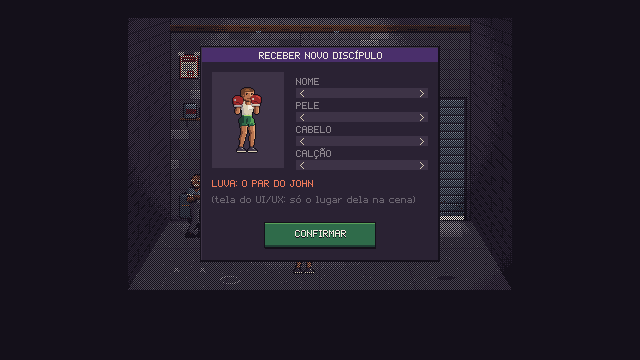 RECEBER NOVO DISCÍPULO
NOME
< >
PELE
< >
CABELO
< >
CALÇÃO
< >
LUVA: O PAR DO JOHN
(tela do UI/UX: só o lugar dela na cena)
CONFIRMAR